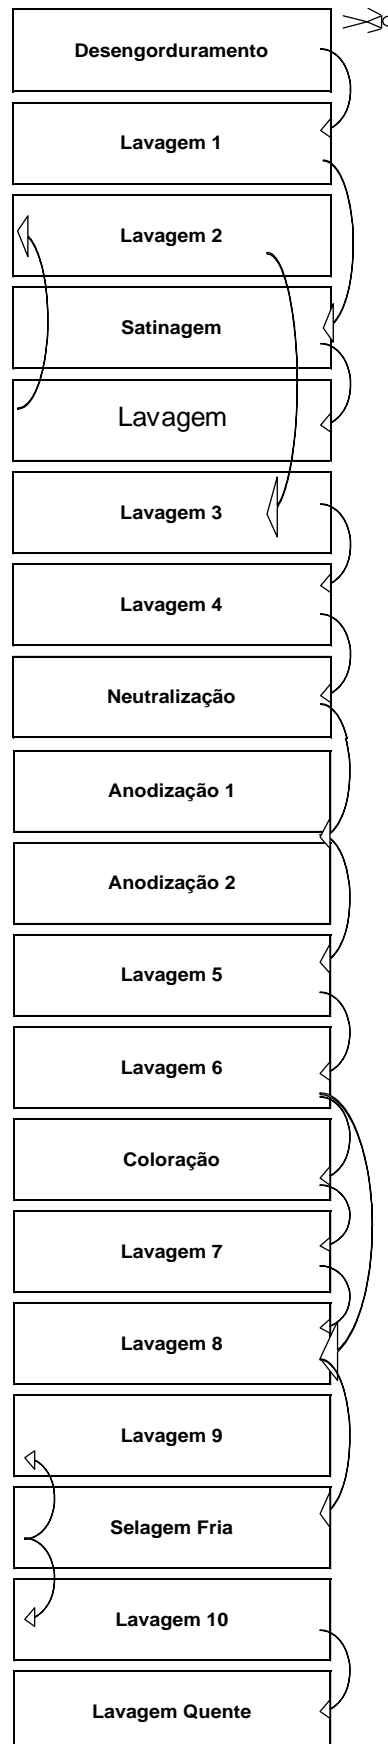 Desengorduramento
Lavagem 1
Lavagem 2
Satinagem
Lavagem
Lavagem 3
Lavagem 4
Neutralização
Anodização 1
Anodização 2
Lavagem 5
Lavagem 6
Coloração
Lavagem 7
Lavagem 8
Lavagem 9
Selagem Fria
Lavagem 10
Lavagem Quente